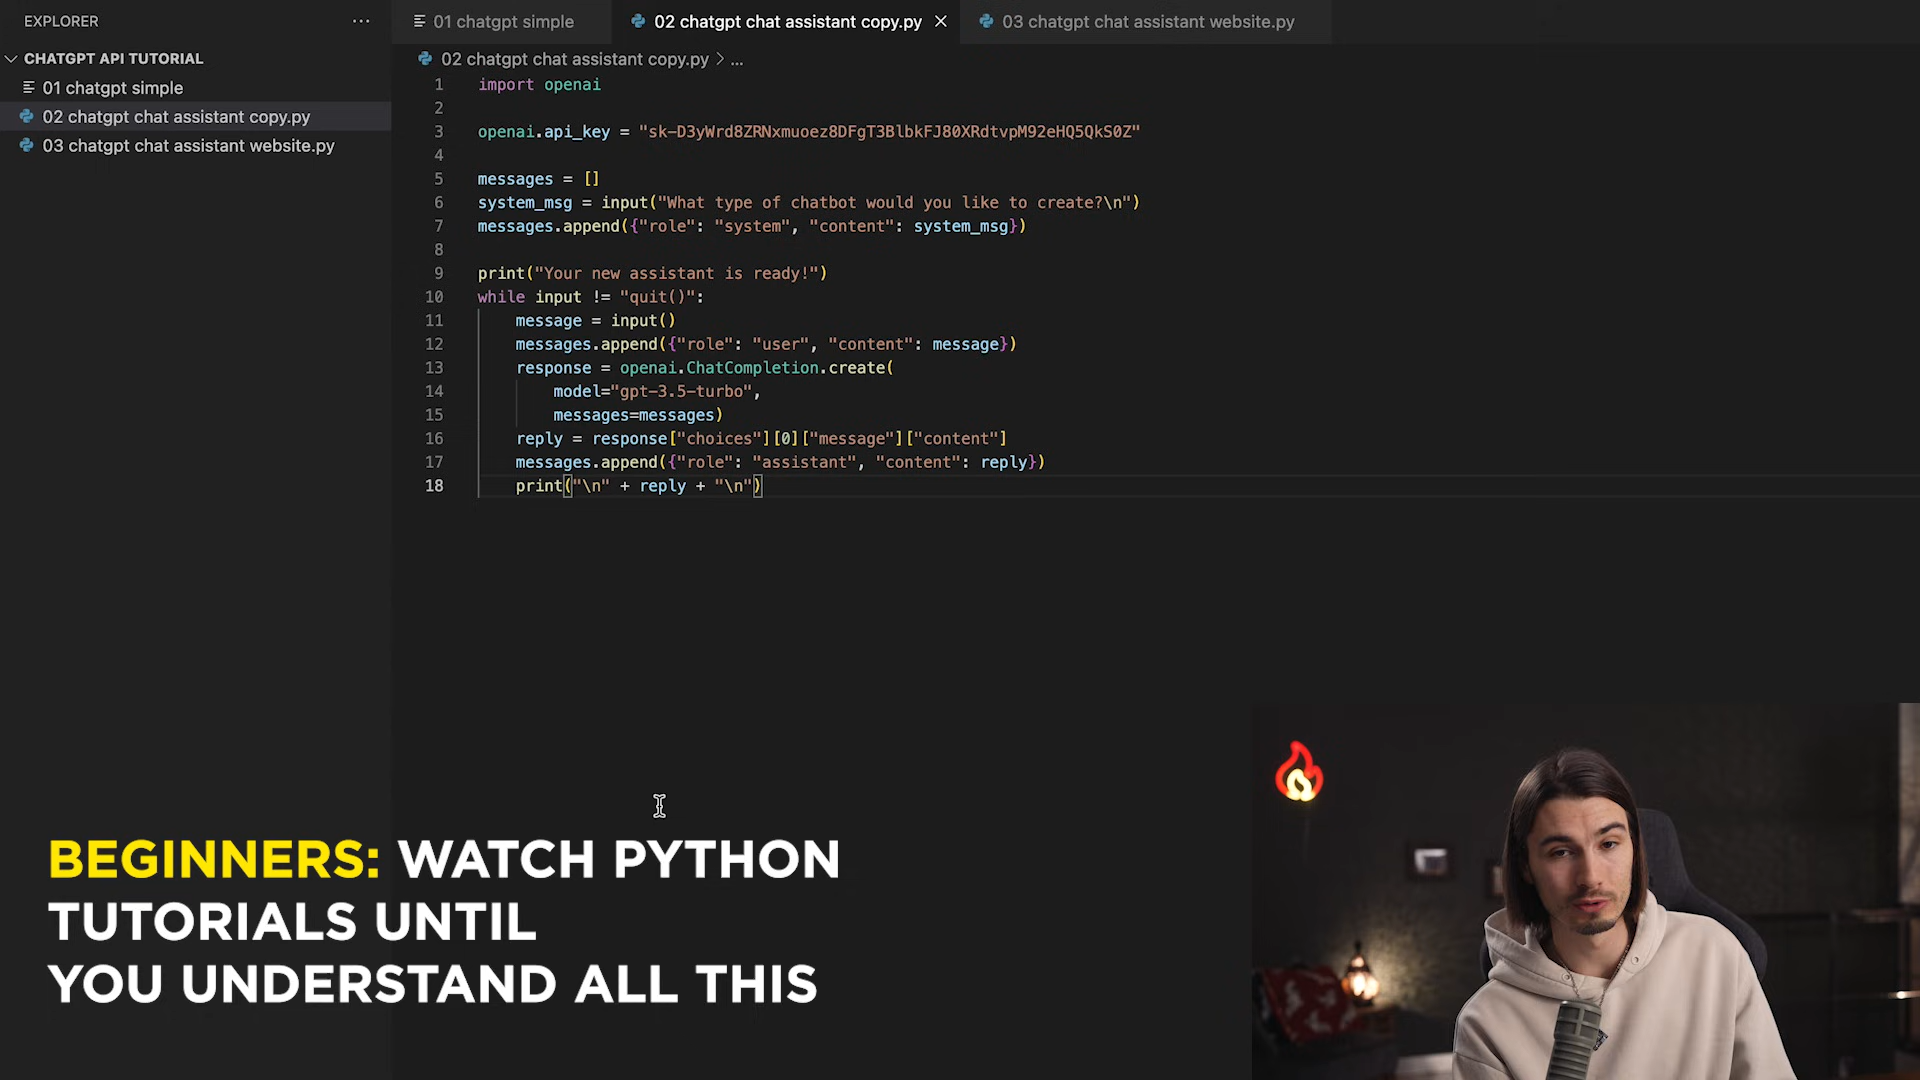 EXPLORER ...
CHATGPT API TUTORIAL
01 chatgpt simple
02 chatgpt chat assistant copy.py
03 chatgpt chat assistant website.py
01 chatgpt simple
02 chatgpt chat assistant copy.py
03 chatgpt chat assistant website.py
02 chatgpt chat assistant copy.py > ...
1 import openai
2
3 openai.api_key = "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"
4
5 messages = []
6 system_msg = input("What type of chatbot would you like to create?\n")
7 messages.append({"role": "system", "content": system_msg})
8
9 print("Your new assistant is ready!")
10 while input != "quit()":
11     message = input()
12     messages.append({"role": "user", "content": message})
13     response = openai.ChatCompletion.create(
14         model="gpt-3.5-turbo",
15         messages=messages)
16     reply = response["choices"][0]["message"]["content"]
17     messages.append({"role": "assistant", "content": reply})
18     print("\n" + reply + "\n")
BEGINNERS: WATCH PYTHON
TUTORIALS UNTIL
YOU UNDERSTAND ALL THIS